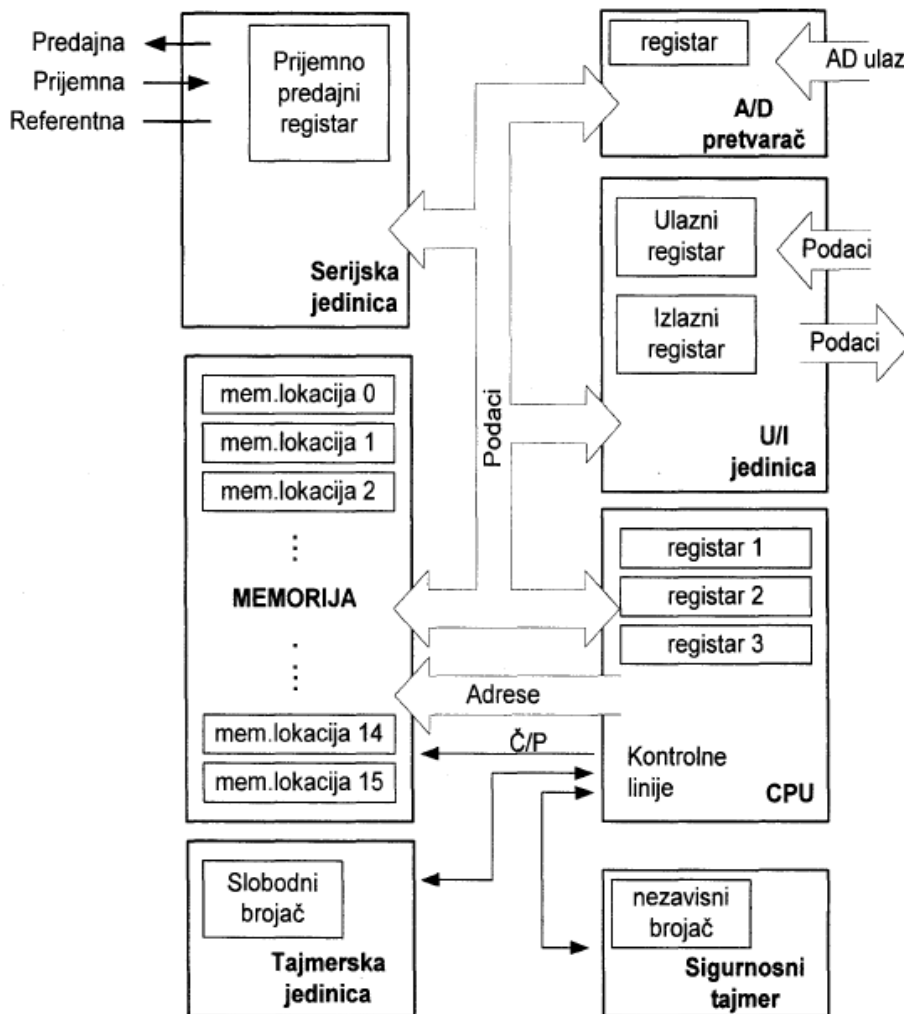 Predajna
Prijemna
Referentna
Prijemno
predajni
registar
Serijska
jedinica
registar
AD ulaz
A/D
pretvarač
Ulazni
registar
Podaci
Izlazni
registar
Podaci
U/I
jedinica
Podaci
mem.lokacija 0
mem.lokacija 1
mem.lokacija 2
MEMORIJA
mem.lokacija 14
mem.lokacija 15
registar 1
registar 2
registar 3
Adrese
Č/P
Kontrolne
linije
CPU
Slobodni
brojač
Tajmerska
jedinica
nezavisni
brojač
Sigurnosni
tajmer